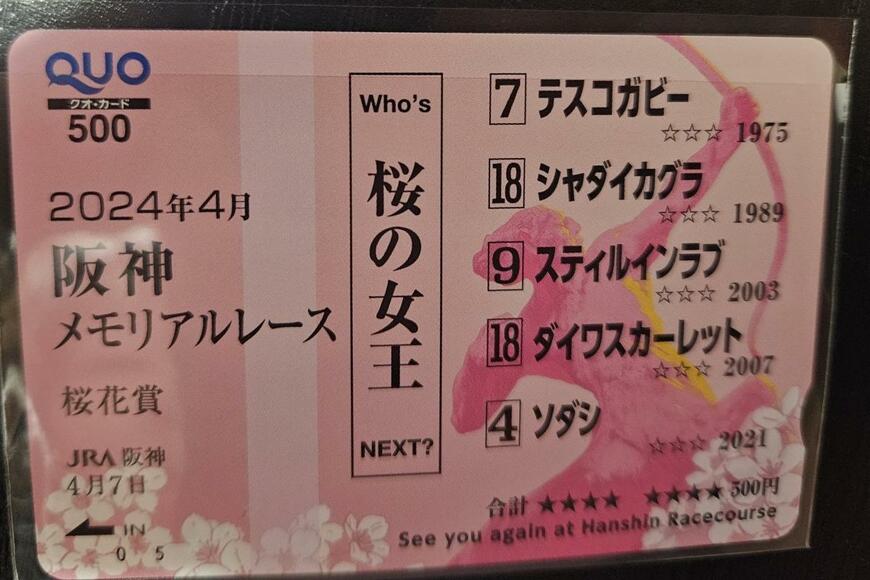 QUO
クオ・カード
500
2024年4月
阪神
メモリアルレース
桜花賞
JRA 阪神
4月7日
IN
0 5
Who's
桜の女王
NEXT?
7 テスコガビー
☆☆☆ 1975
18 シャダイカグラ
☆☆☆ 1989
9 スティルインラブ
☆☆☆ 2003
18 ダイワスカーレット
☆☆☆ 2007
4 ソダシ
☆☆☆ 2021
合計 ★★★★ ★★★★ 500円
See you again at Hanshin Racecourse